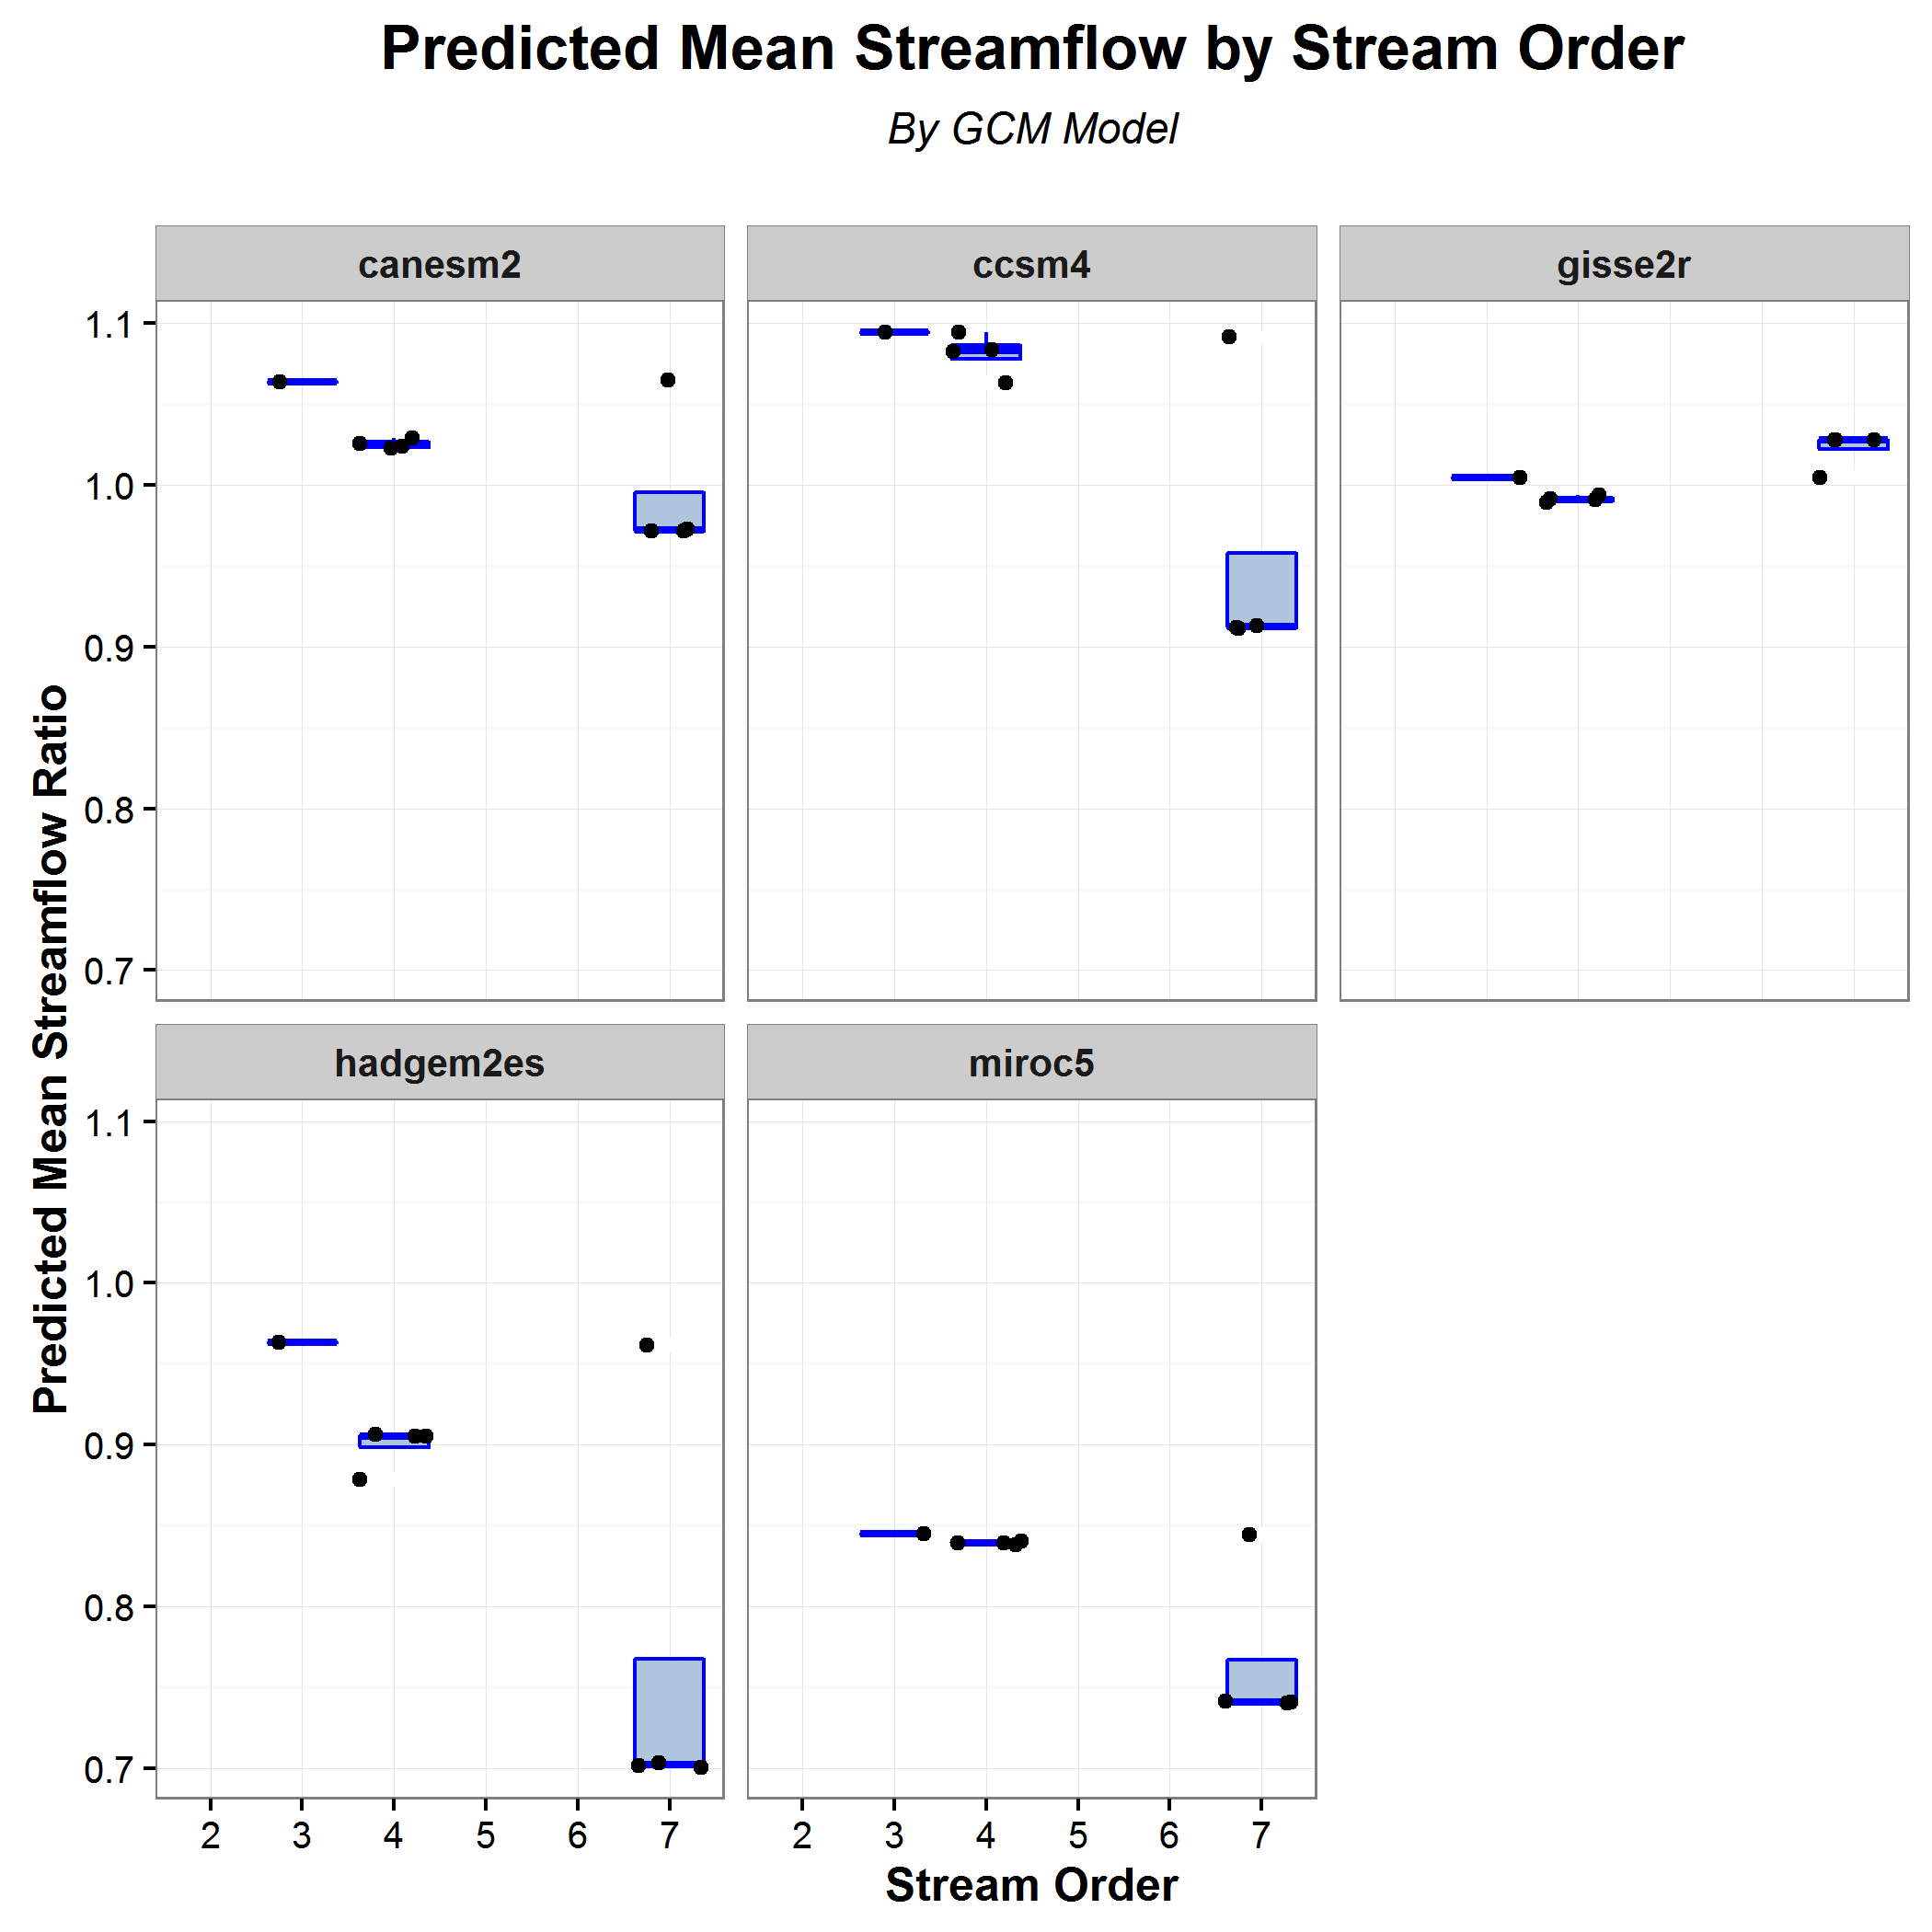 Predicted Mean Streamflow by Stream Order
By GCM Model
canesm2
ccsm4
gisse2r
1.1
1.0
0.9
0.8
0.7
Predicted Mean Streamflow Ratio
hadgem2es
miroc5
1.1
1.0
0.9
0.8
0.7
2 3 4 5 6 7
2 3 4 5 6 7
Stream Order